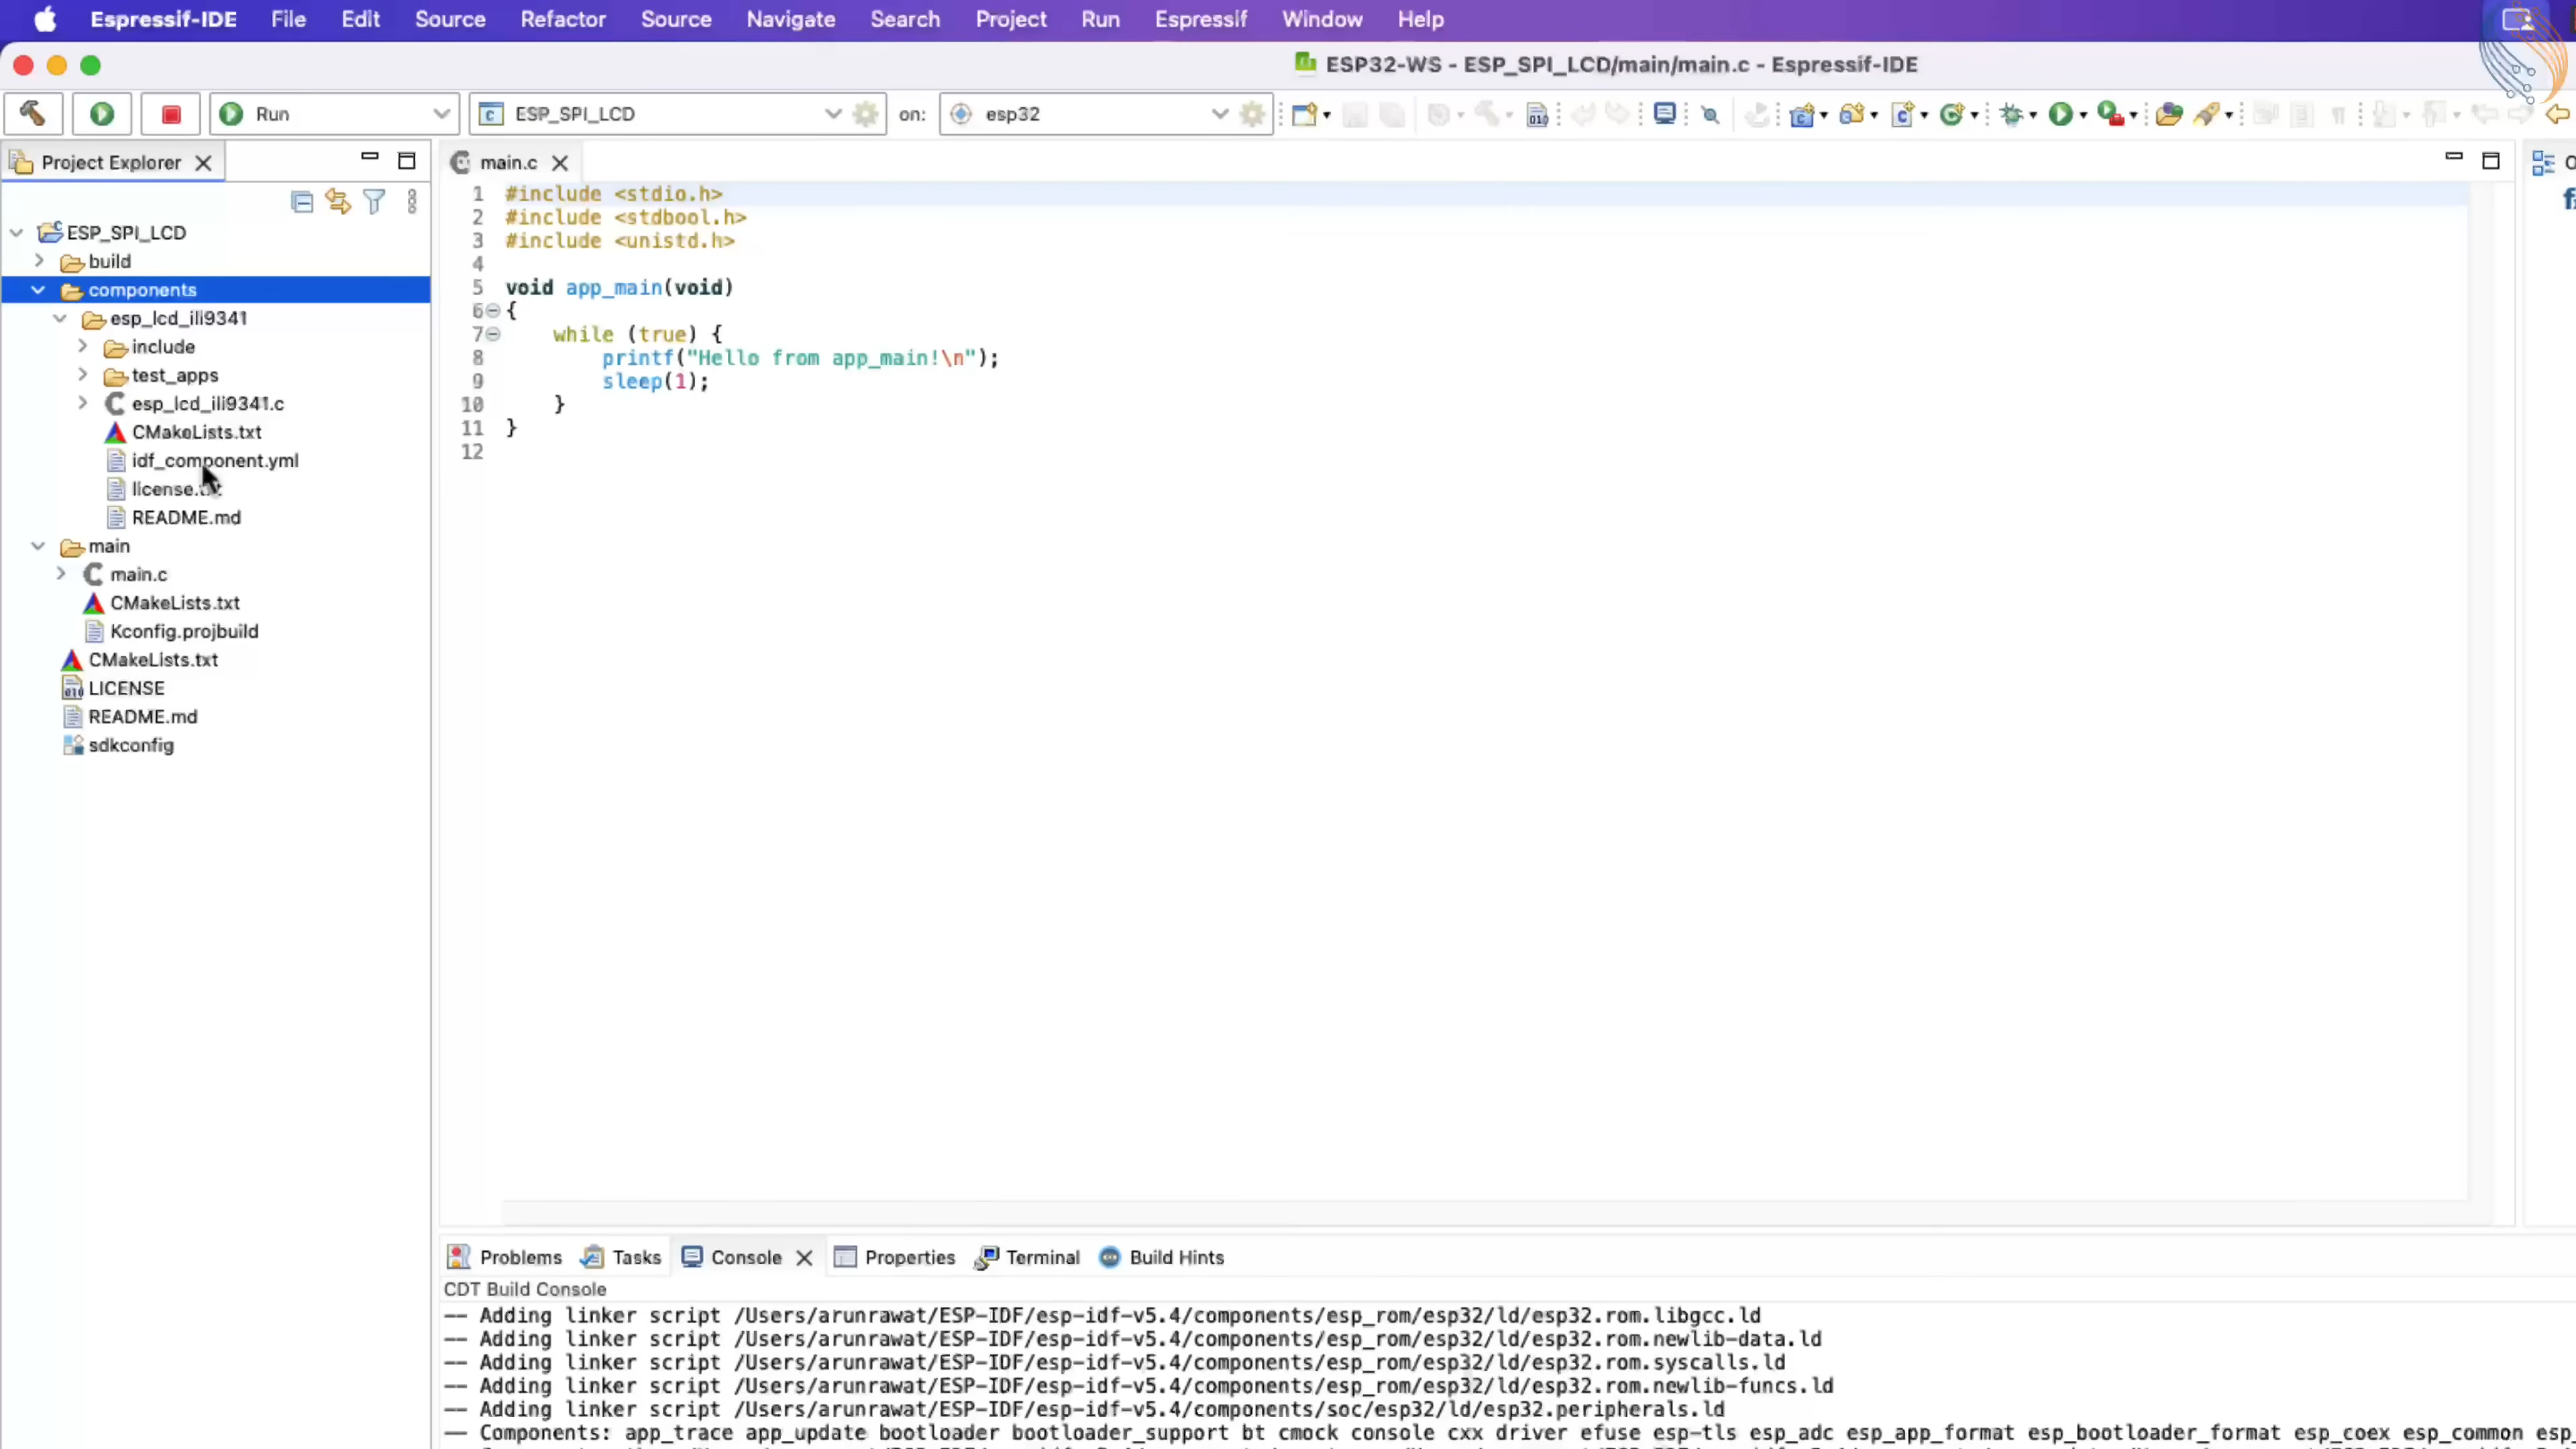 Espressif-IDE File Edit Source Refactor Source Navigate Search Project Run Espressif Window Help
ESP32-WS - ESP_SPI_LCD/main/main.c - Espressif-IDE
Run ESP_SPI_LCD on: esp32
Project Explorer
ESP_SPI_LCD
build
components
esp_lcd_ili9341
include
test_apps
esp_lcd_ili9341.c
CMakeLists.txt
idf_component.yml
license.
README.md
main
main.c
CMakeLists.txt
Kconfig.projbuild
CMakeLists.txt
LICENSE
README.md
sdkconfig
main.c
1 #include <stdio.h>
2 #include <stdbool.h>
3 #include <unistd.h>
4
5 void app_main(void)
6 {
7 while (true) {
8 printf("Hello from app_main!\n");
9 sleep(1);
10 }
11 }
12
Problems Tasks Console Properties Terminal Build Hints
CDT Build Console
-- Adding linker script /Users/arunrawat/ESP-IDF/esp-idf-v5.4/components/esp_rom/esp32/ld/esp32.rom.libgcc.ld
-- Adding linker script /Users/arunrawat/ESP-IDF/esp-idf-v5.4/components/esp_rom/esp32/ld/esp32.rom.newlib-data.ld
-- Adding linker script /Users/arunrawat/ESP-IDF/esp-idf-v5.4/components/esp_rom/esp32/ld/esp32.rom.syscalls.ld
-- Adding linker script /Users/arunrawat/ESP-IDF/esp-idf-v5.4/components/esp_rom/esp32/ld/esp32.rom.newlib-funcs.ld
-- Adding linker script /Users/arunrawat/ESP-IDF/esp-idf-v5.4/components/soc/esp32/ld/esp32.peripherals.ld
-- Components: app_trace app_update bootloader bootloader_support bt cmock console cxx driver efuse esp-tls esp_adc esp_app_format esp_bootloader_format esp_coex esp_common esp